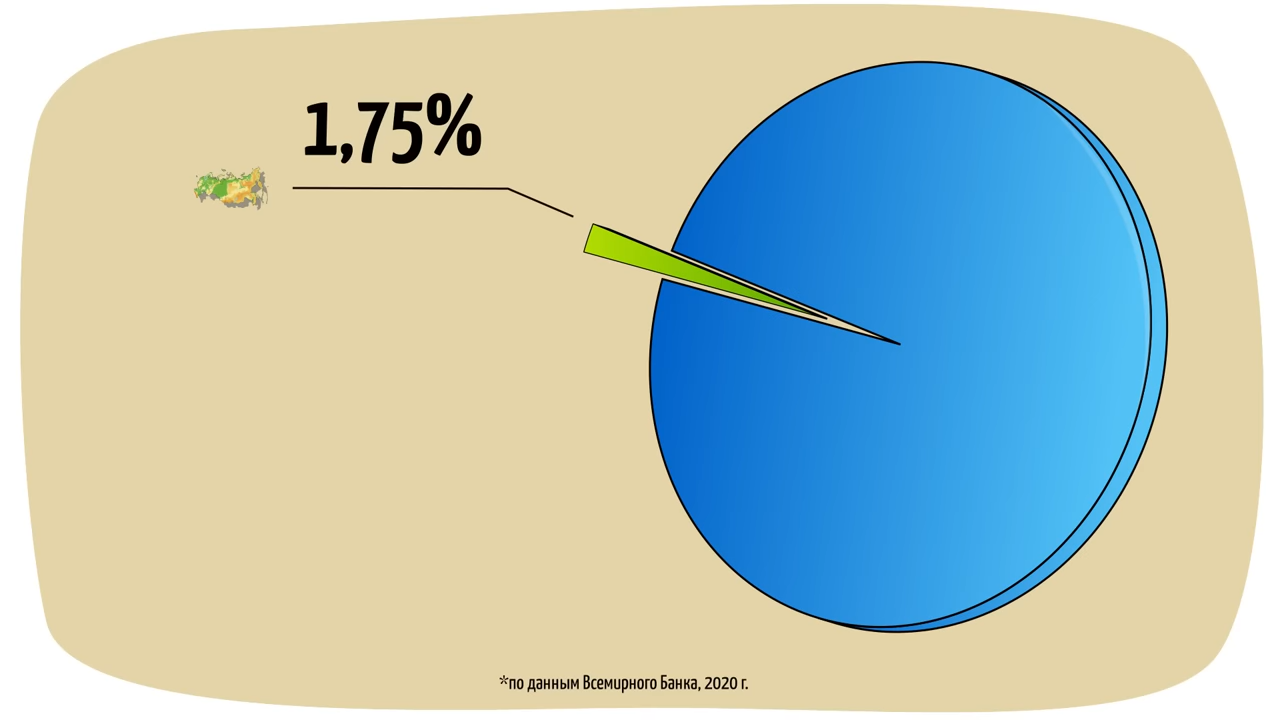 1,75%
*по данным Всемирного Банка, 2020 г.